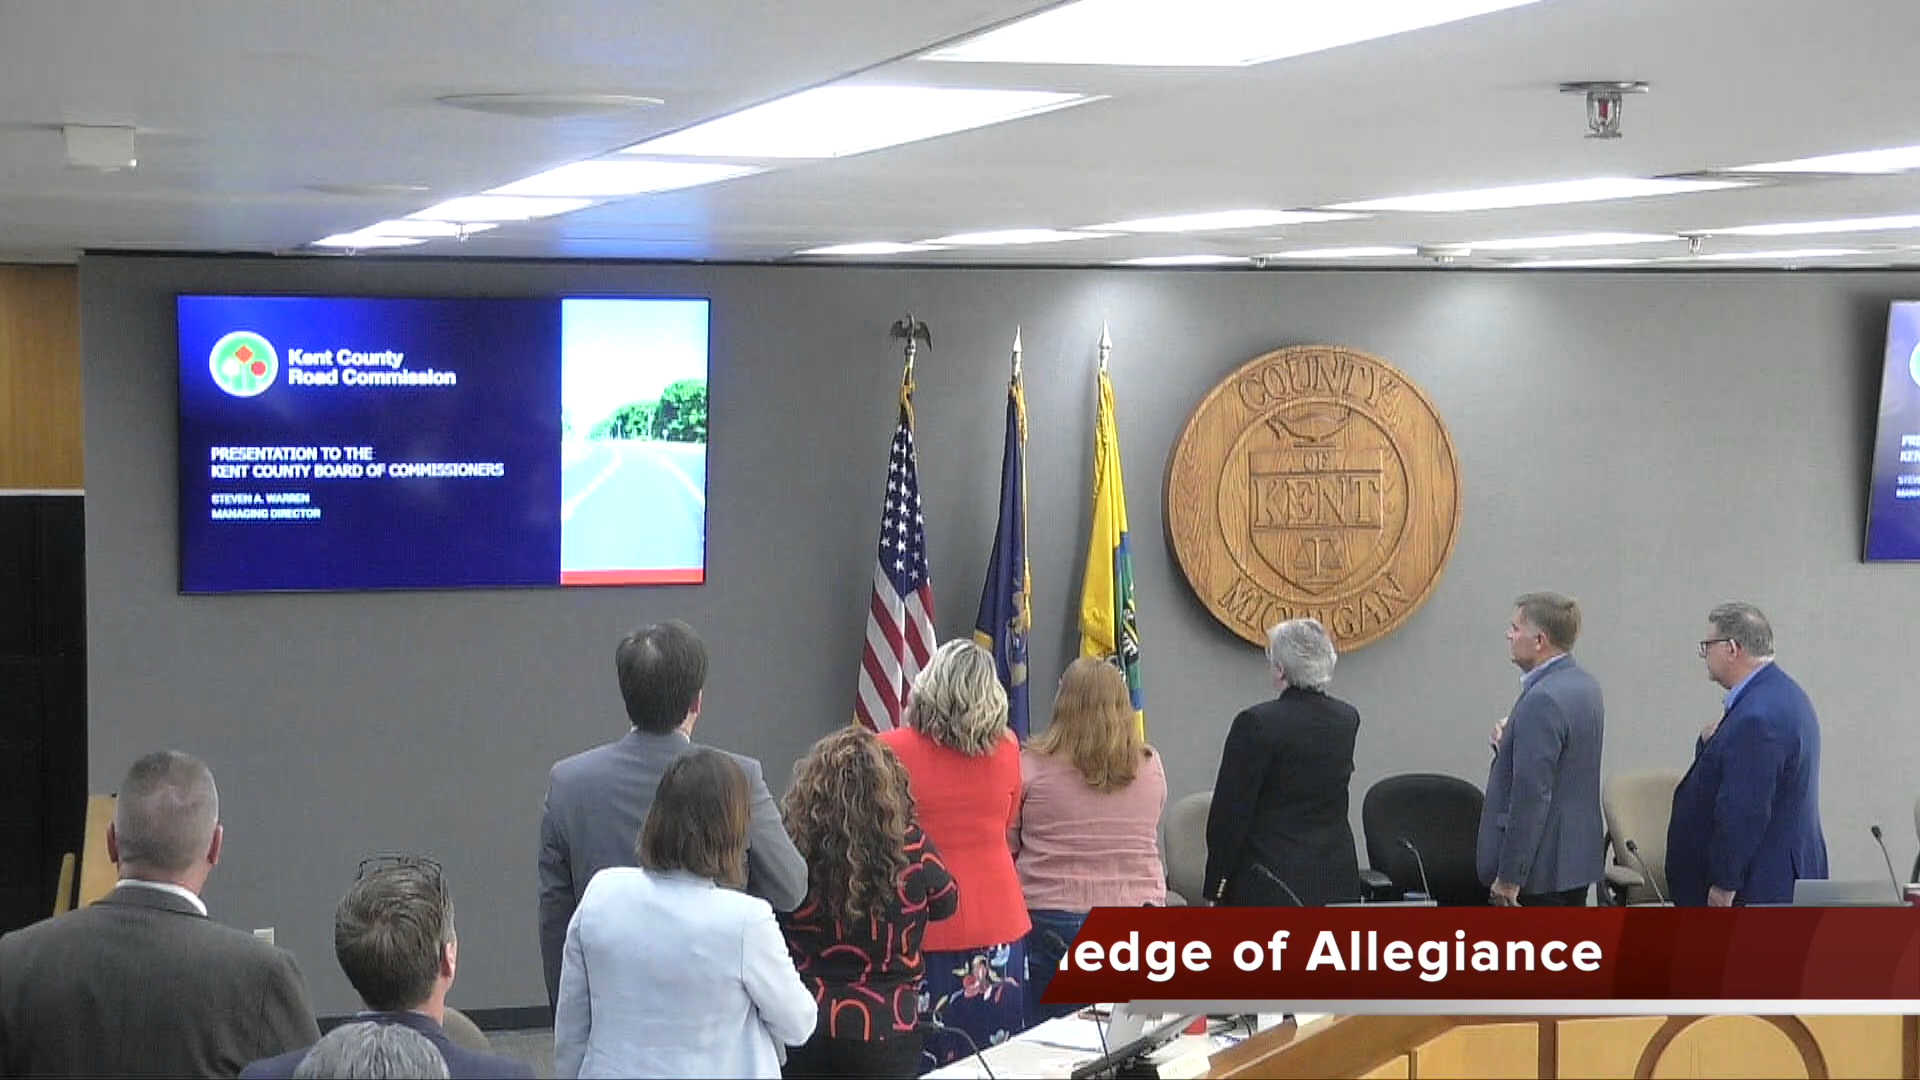 Kent County
Road Commission
PRESENTATION TO THE
KENT COUNTY BOARD OF COMMISSIONERS
STEVEN A. WARREN
MANAGING DIRECTOR
COUNTY
OF
KENT
MICHIGAN
ledge of Allegiance